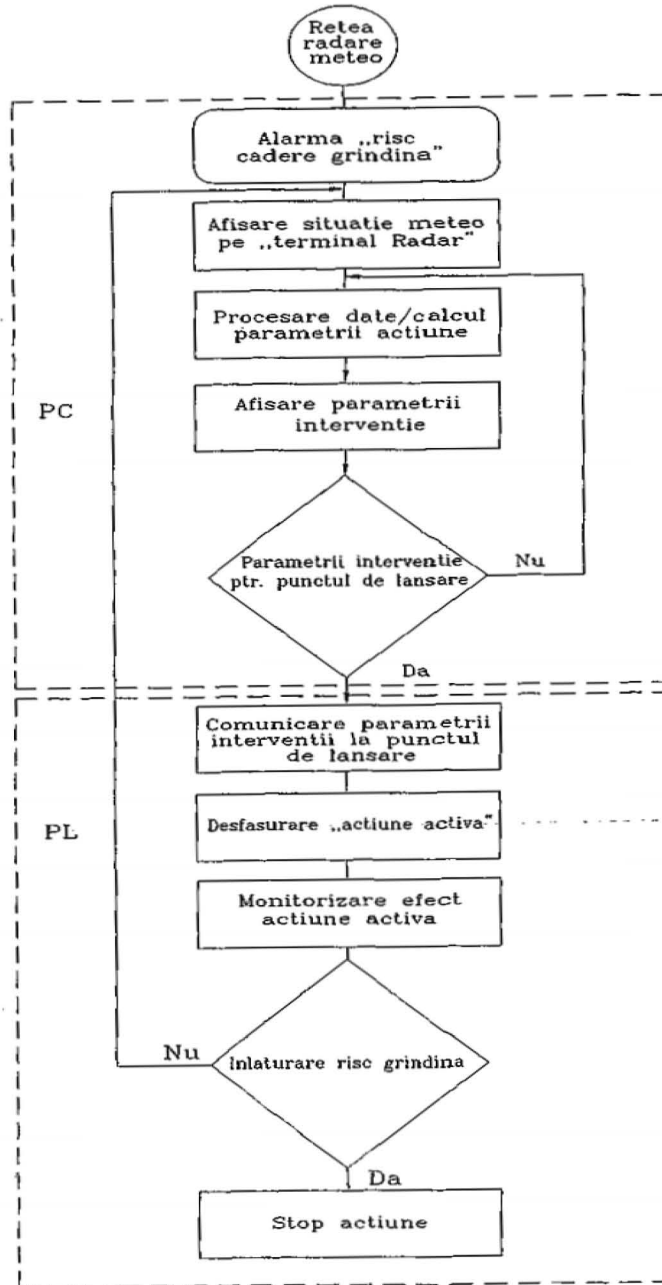 Retea
radare
meteo
Alarma „risc
cadere grindina"
Afisare situatie meteo
pe „terminal Radar"
Procesare date/calcul
parametrii actiune
PC
Afisare parametrii
interventie
Parametrii interventie
ptr. punctul de lansare
Nu
Da
Comunicare parametrii
interventii la punctul
de lansare
PL
Desfasurare „actiune activa"
Monitorizare efect
actiune activa
Nu
Inlaturare risc grindina
Da
Stop actiune